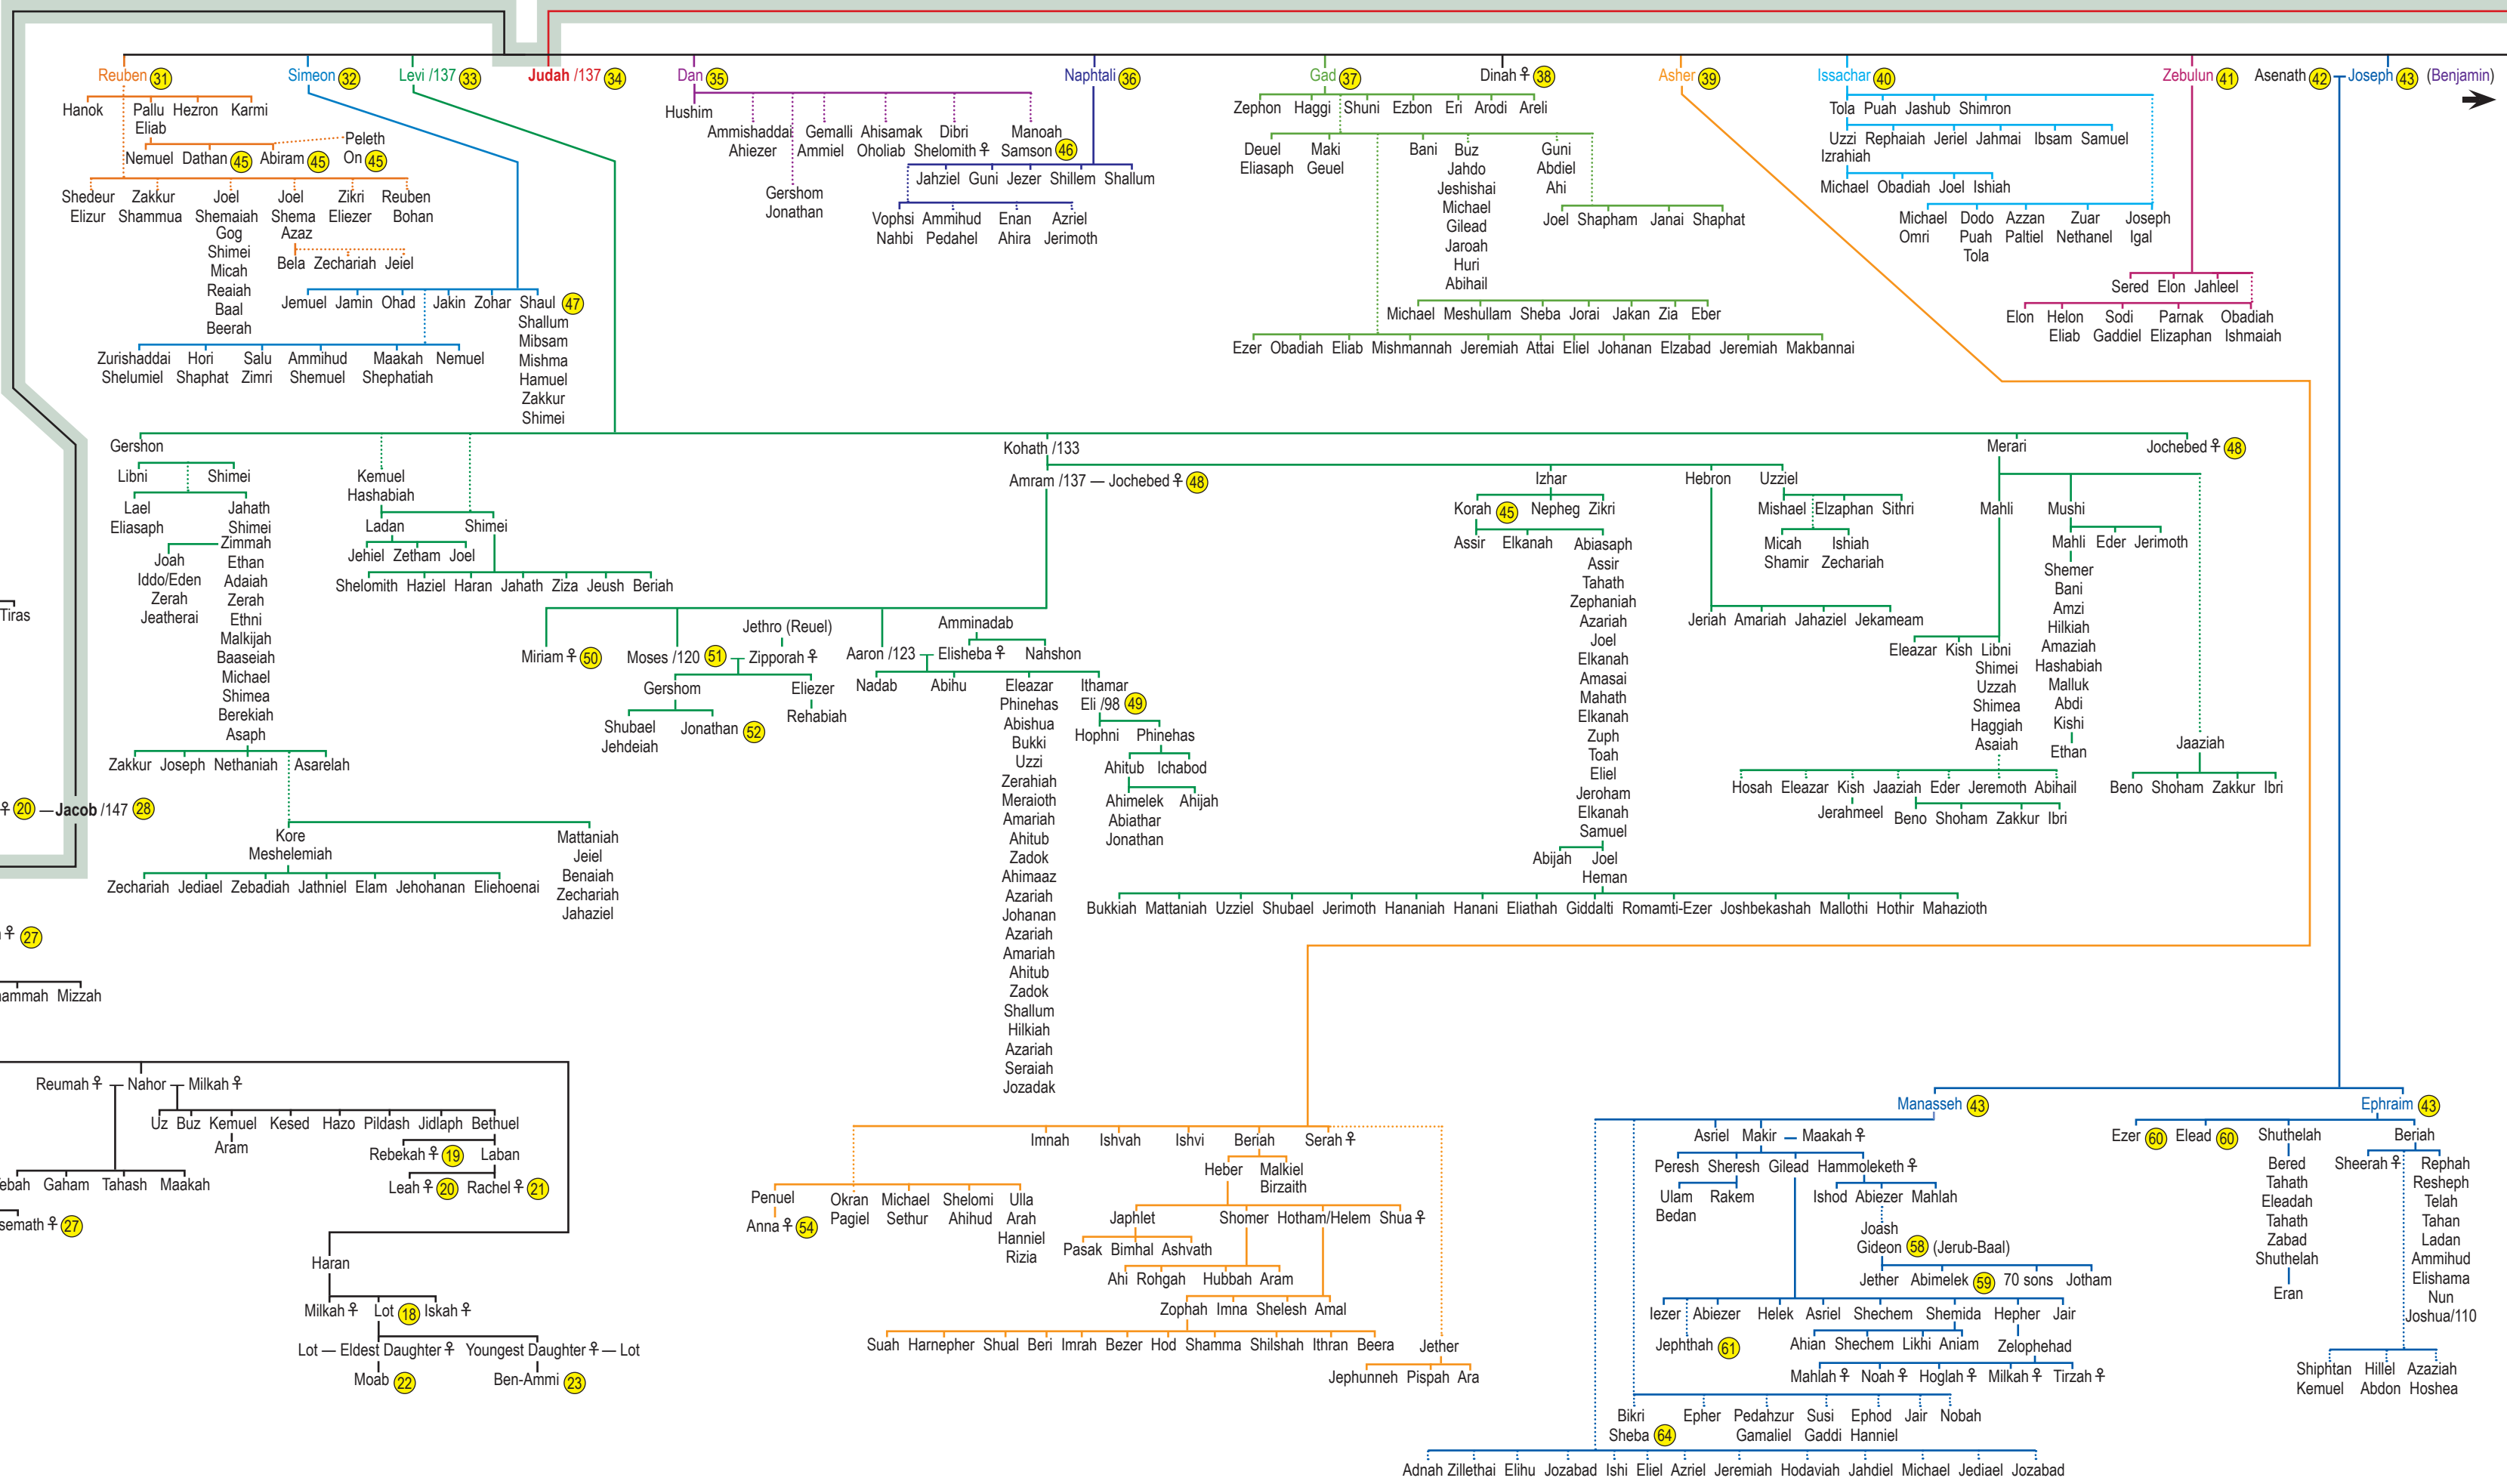 Reuben 31 Simeon 32 Levi /137 33 Judah /137 34 Dan 35 Naphtali 36 Gad 37 Dinah ♀ 38 Asher 39 Issachar 40 Zebulun 41 Asenath 42 Joseph 43 (Benjamin)
Hanok Pallu Hezron Karmi
Eliab
Peleth
Nemuel Dathan 45 Abiram 45 On 45
Shedeur Zakkur Joel Joel Zikri Reuben
Elizur Shammua Shemaiah Shema Eliezer Bohan
Gog Azaz
Shimei
Bela Zechariah Jeiel
Micah
Reaiah
Baal
Beerah
Jemuel Jamin Ohad Jakin Zohar Shaul 47
Shallum
Mibsam
Mishma
Hamuel
Zakkur
Shimei
Zurishaddai Hori Salu Ammihud Maakah Nemuel
Shelumiel Shaphat Zimri Shemuel Shephatiah
Hushim
Ammishaddai Gemalli Ahisamak Dibri Manoah
Ahiezer Ammiel Oholiab Shelomith ♀ Samson 46
Gershom
Jonathan
Jahziel Guni Jezer Shillem Shallum
Vophsi Ammihud Enan Azriel
Nahbi Pedahel Ahira Jerimoth
Zephon Haggi Shuni Ezbon Eri Arodi Areli
Deuel Maki Bani Buz Guni
Eliasaph Geuel Jahdo Abdiel
Jeshishai Ahi
Michael
Gilead
Jaroah
Huri
Abihail
Joel Shapham Janai Shaphat
Michael Meshullam Sheba Jorai Jakan Zia Eber
Ezer Obadiah Eliab Mishmannah Jeremiah Attai Eliel Johanan Elzabad Jeremiah Makbannai
Tola Puah Jashub Shimron
Uzzi Rephaiah Jeriel Jahmai Ibsam Samuel
Izrahiah
Michael Obadiah Joel Ishiah
Michael Dodo Azzan Zuar Joseph
Omri Puah Paltiel Nethanel Igal
Tola
Sered Elon Jahleel
Elon Helon Sodi Parnak Obadiah
Eliab Gaddiel Elizaphan Ishmaiah
Gershon Kohath /133 Merari Jochebed ♀ 48
Libni Shimei
Lael Jahath
Eliasaph Shimei
Zimmah
Joah Ethan
Iddo/Eden Adaiah
Zerah Zerah
Jeatherai Ethni
Malkijah
Baaseiah
Michael
Shimea
Berekiah
Asaph
Zakkur Joseph Nethaniah Asarelah
Kore
Meshelemiah
Zechariah Jediael Zebadiah Jathniel Elam Jehohanan Eliehoenai
Mattaniah
Jeiel
Benaiah
Zechariah
Jahaziel
Kemuel
Hashabiah
Ladan Shimei
Jehiel Zetham Joel
Shelomith Haziel Haran Jahath Ziza Jeush Beriah
Amram /137 — Jochebed ♀ 48 Izhar Hebron Uzziel
Miriam ♀ 50 Moses /120 51 Zipporah ♀ Aaron /123 Elisheba ♀ Nahshon
Jethro (Reuel) Amminadab
Gershom Eliezer
Rehabiah
Shubael Jonathan 52
Jehdeiah
Nadab Abihu Eleazar Ithamar
Phinehas
Abishua
Bukki
Uzzi
Zerahiah
Meraioth
Amariah
Ahitub
Zadok
Ahimaaz
Azariah
Johanan
Azariah
Amariah
Ahitub
Zadok
Shallum
Hilkiah
Azariah
Seraiah
Jozadak
Eli /98 49
Hophni Phinehas
Ahitub Ichabod
Ahimelek Ahijah
Abiathar
Jonathan
Korah 45 Nepheg Zikri
Assir Elkanah Abiasaph
Assir
Tahath
Zephaniah
Azariah
Joel
Elkanah
Amasai
Mahath
Elkanah
Zuph
Toah
Eliel
Jeroham
Elkanah
Samuel
Abijah Joel
Heman
Bukkiah Mattaniah Uzziel Shubael Jerimoth Hananiah Hanani Eliathah Giddalti Romamti-Ezer Joshbekashah Mallothi Hothir Mahazioth
Mishael Elzaphan Sithri
Micah Ishiah
Shamir Zechariah
Jeriah Amariah Jahaziel Jekameam
Mahli Mushi
Mahli Eder Jerimoth
Shemer
Bani
Amzi
Hilkiah
Amaziah
Hashabiah
Malluk
Abdi
Kishi
Ethan
Eleazar Kish Libni
Shimei
Uzzah
Shimea
Haggiah
Asaiah
Hosah Eleazar Kish Jaaziah Eder Jeremoth Abihail
Jerahmeel Beno Shoham Zakkur Ibri
Jaaziah
Beno Shoham Zakkur Ibri
Tiras
♀ 20 — Jacob /147 28
♀ 27
ammah Mizzah
Reumah ♀ Nahor Milkah ♀
Uz Buz Kemuel Kesed Hazo Pildash Jidlaph Bethuel
Aram
Rebekah ♀ 19 Laban
Leah ♀ 20 Rachel ♀ 21
ebah Gaham Tahash Maakah
semath ♀ 27
Haran
Milkah ♀ Lot 18 Iskah ♀
Lot — Eldest Daughter ♀ Youngest Daughter ♀ — Lot
Moab 22 Ben-Ammi 23
Imnah Ishvah Ishvi Beriah Serah ♀
Heber Malkiel
Birzaith
Penuel Okran Michael Shelomi Ulla
Anna ♀ 54 Pagiel Sethur Ahihud Arah
Hanniel
Rizia
Japhlet Shomer Hotham/Helem Shua ♀
Pasak Bimhal Ashvath
Ahi Rohgah Hubbah Aram
Zophah Imna Shelesh Amal
Suah Harnepher Shual Beri Imrah Bezer Hod Shamma Shilshah Ithran Beera
Jether
Jephunneh Pispah Ara
Manasseh 43 Ephraim 43
Asriel Makir — Maakah ♀
Peresh Sheresh Gilead Hammoleketh ♀
Ulam Rakem
Bedan
Ishod Abiezer Mahlah
Joash
Gideon 58 (Jerub-Baal)
Jether Abimelek 59 70 sons Jotham
Iezer Abiezer Helek Asriel Shechem Shemida Hepher Jair
Jephthah 61
Ahian Shechem Likhi Aniam
Zelophehad
Mahlah ♀ Noah ♀ Hoglah ♀ Milkah ♀ Tirzah ♀
Bikri Epher Pedahzur Susi Ephod Jair Nobah
Sheba 64 Gamaliel Gaddi Hanniel
Adnah Zillethai Elihu Jozabad Ishi Eliel Azriel Jeremiah Hodaviah Jahdiel Michael Jediael Jozabad
Ezer 60 Elead 60 Shuthelah Beriah
Bered
Tahath
Eleadah
Tahath
Zabad
Shuthelah
Eran
Sheerah ♀ Rephah
Resheph
Telah
Tahan
Ladan
Ammihud
Elishama
Nun
Joshua/110
Shiphtan Hillel Azaziah
Kemuel Abdon Hoshea